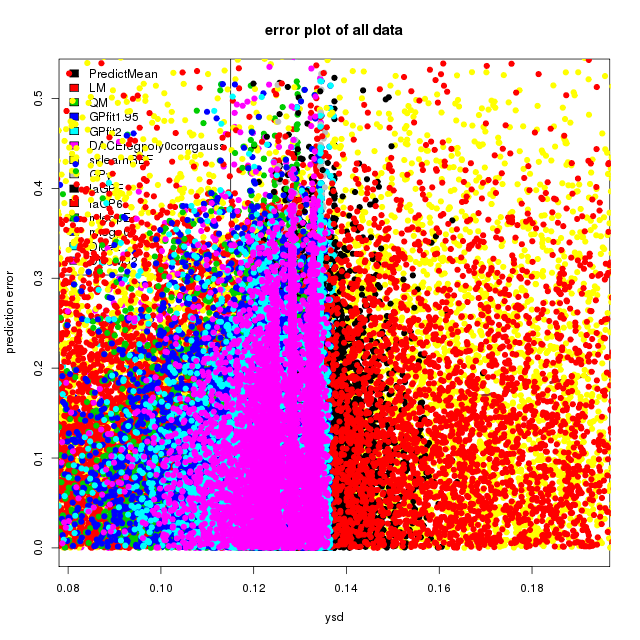 error plot of all data
PredictMean
LM
QM
GPfit1.95
GPfit2
DACEregpoly0corrgauss
sklearnRBF
laGP6
prediction error
0.0
0.1
0.2
0.3
0.4
0.5
0.08
0.10
0.12
0.14
0.16
0.18
ysd